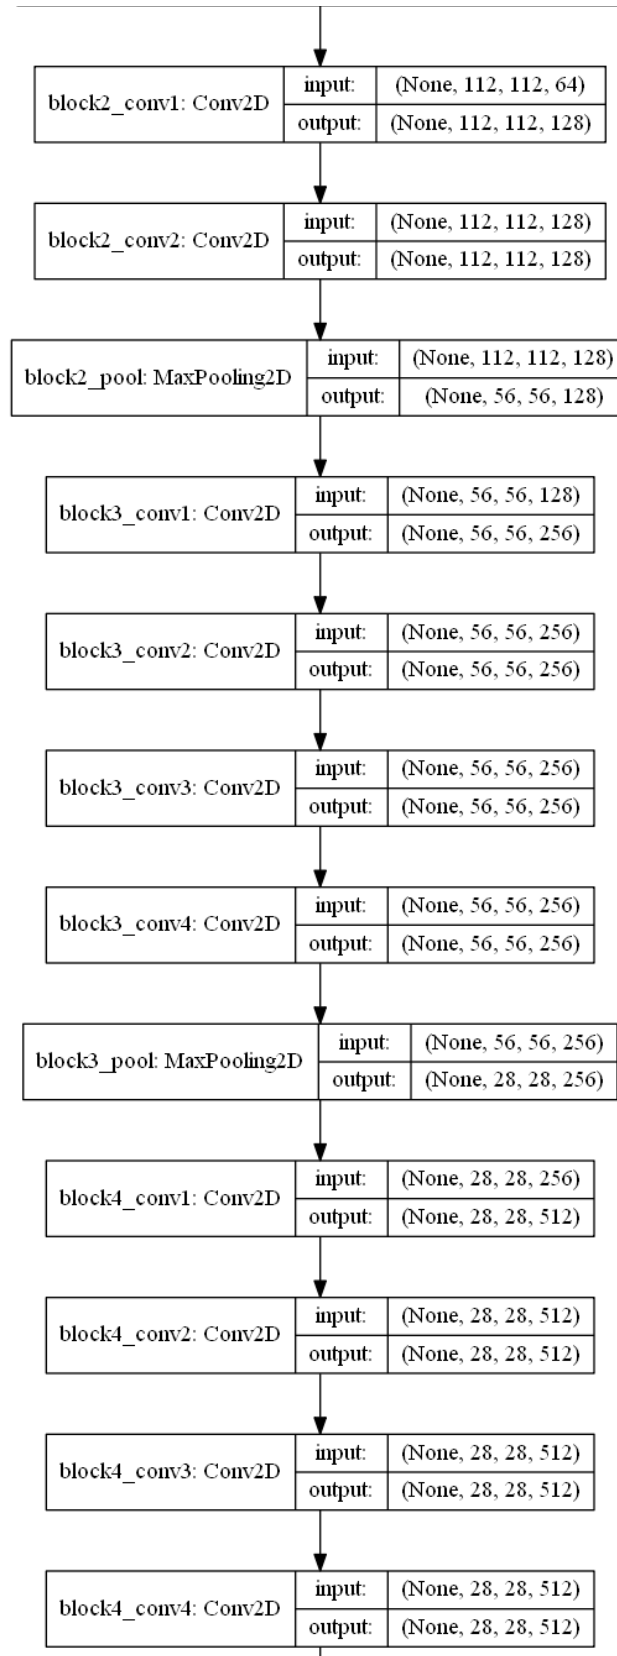 block2_conv1: Conv2D
input: (None, 112, 112, 64)
output: (None, 112, 112, 128)
block2_conv2: Conv2D
input: (None, 112, 112, 128)
output: (None, 112, 112, 128)
block2_pool: MaxPooling2D
input: (None, 112, 112, 128)
output: (None, 56, 56, 128)
block3_conv1: Conv2D
input: (None, 56, 56, 128)
output: (None, 56, 56, 256)
block3_conv2: Conv2D
input: (None, 56, 56, 256)
output: (None, 56, 56, 256)
block3_conv3: Conv2D
input: (None, 56, 56, 256)
output: (None, 56, 56, 256)
block3_conv4: Conv2D
input: (None, 56, 56, 256)
output: (None, 56, 56, 256)
block3_pool: MaxPooling2D
input: (None, 56, 56, 256)
output: (None, 28, 28, 256)
block4_conv1: Conv2D
input: (None, 28, 28, 256)
output: (None, 28, 28, 512)
block4_conv2: Conv2D
input: (None, 28, 28, 512)
output: (None, 28, 28, 512)
block4_conv3: Conv2D
input: (None, 28, 28, 512)
output: (None, 28, 28, 512)
block4_conv4: Conv2D
input: (None, 28, 28, 512)
output: (None, 28, 28, 512)